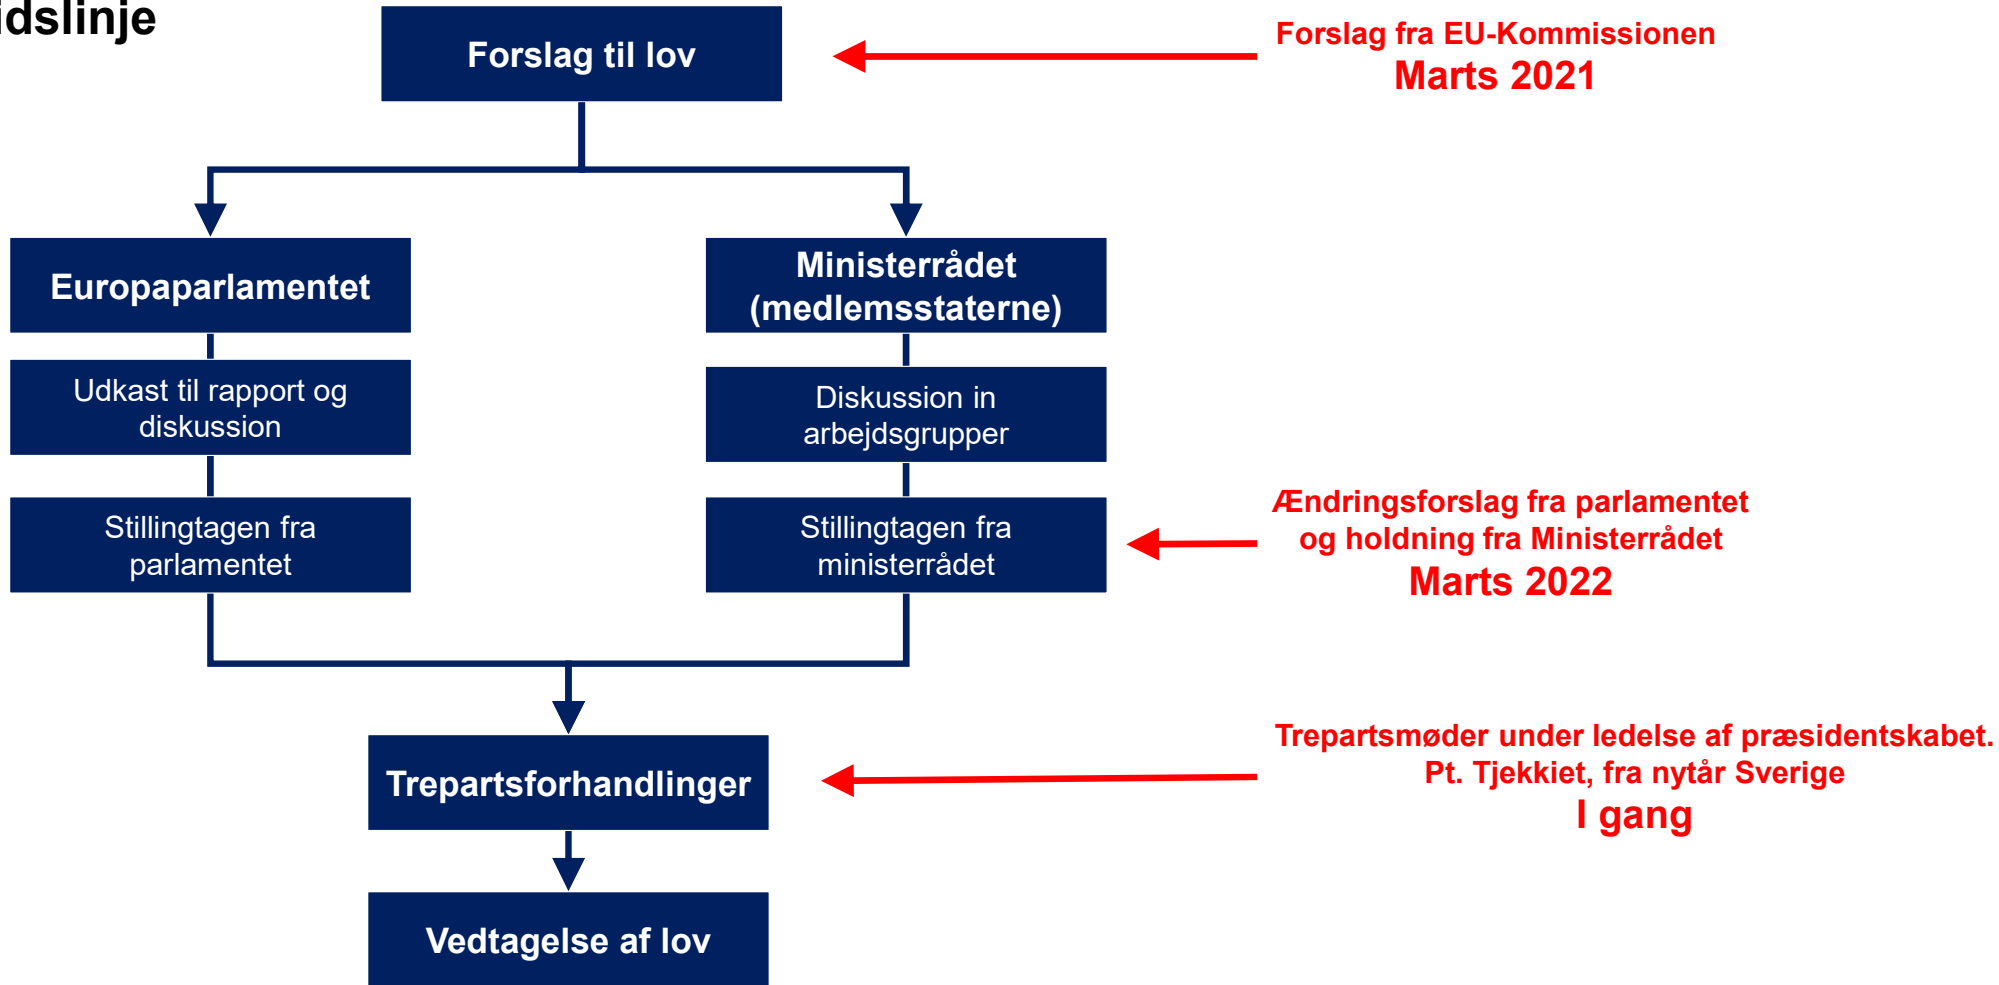 idslinje
Forslag til lov
Forslag fra EU-Kommissionen
Marts 2021
Europaparlamentet
Ministerrådet
(medlemsstaterne)
Udkast til rapport og
diskussion
Diskussion in
arbejdsgrupper
Stillingtagen fra
parlamentet
Stillingtagen fra
ministerrådet
Ændringsforslag fra parlamentet
og holdning fra Ministerrådet
Marts 2022
Trepartsforhandlinger
Trepartsmøder under ledelse af præsidentskabet.
Pt. Tjekkiet, fra nytår Sverige
I gang
Vedtagelse af lov